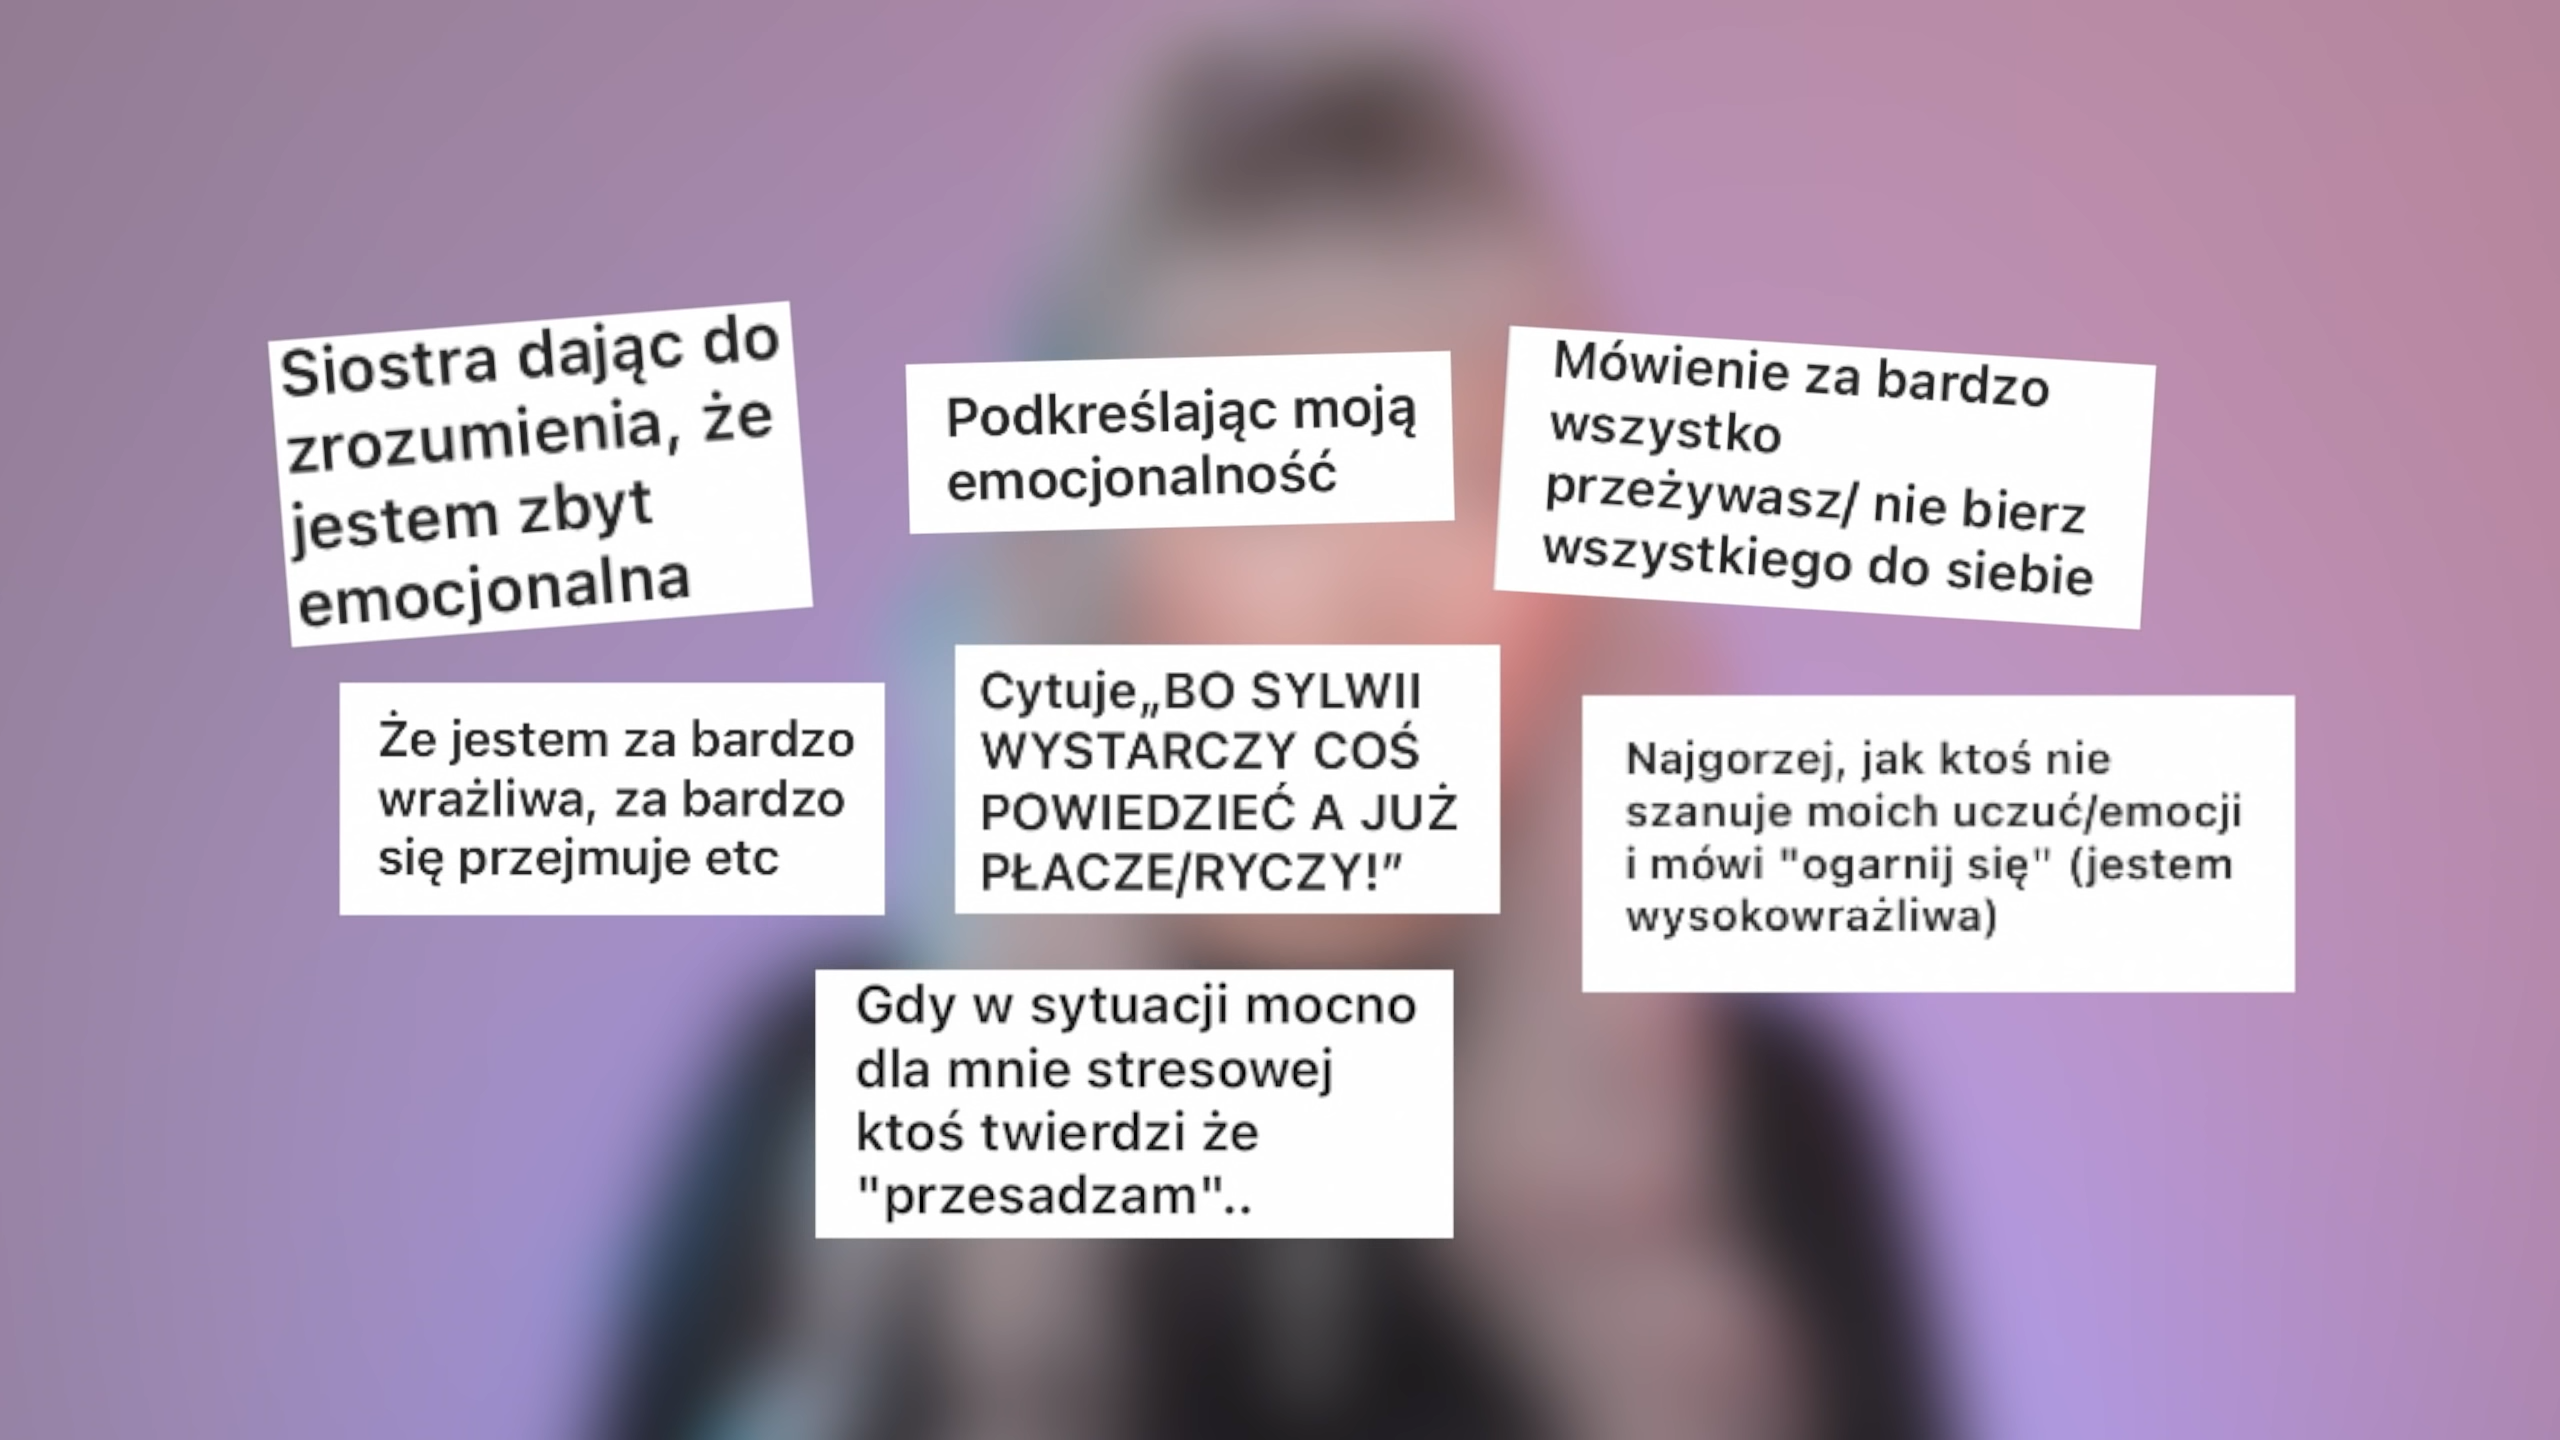 Siostra dając do
zrozumienia, że
jestem zbyt
emocjonalna
Podkreślając moją
emocjonalność
Mówienie za bardzo
wszystko
przeżywasz/ nie bierz
wszystkiego do siebie
Że jestem za bardzo
wrażliwa, za bardzo
się przejmuje etc
Cytuje„BO SYLWII
WYSTARCZY COŚ
POWIEDZIEĆ A JUŻ
PŁACZE/RYCZY!”
Najgorzej, jak ktoś nie
szanuje moich uczuć/emocji
i mówi "ogarnij się" (jestem
wysokowrażliwa)
Gdy w sytuacji mocno
dla mnie stresowej
ktoś twierdzi że
"przesadzam"..